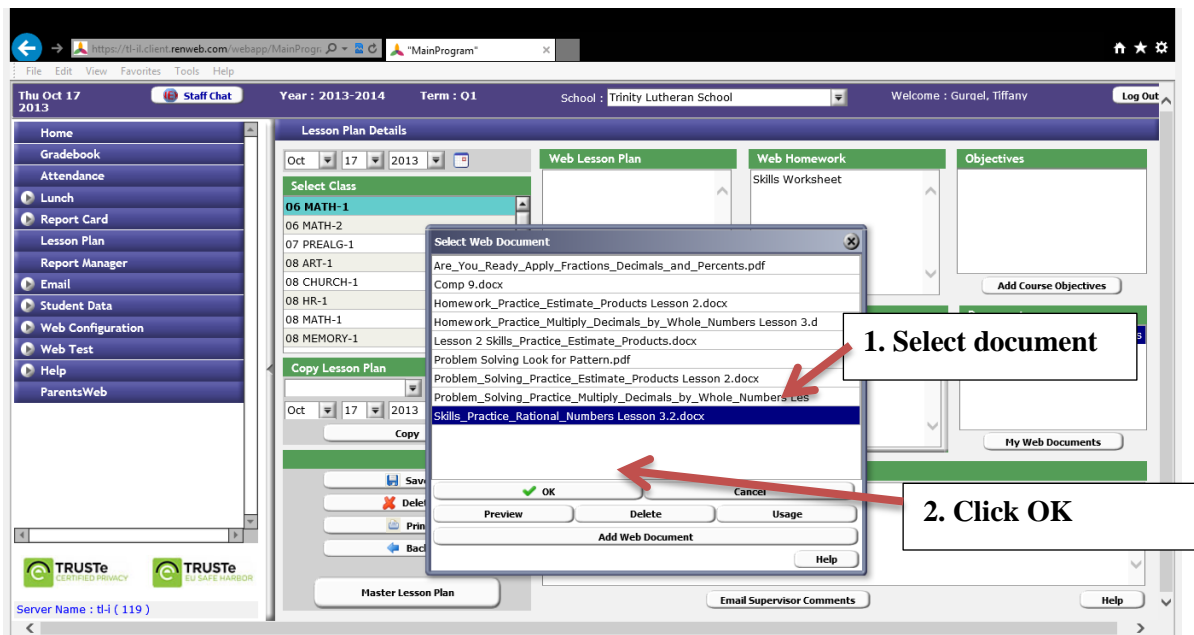 https://tl-il.client.renweb.com/webapp/MainProgr
"MainProgram"
File Edit View Favorites Tools Help
Thu Oct 17
2013
Staff Chat
Year : 2013-2014
Term : Q1
School : Trinity Lutheran School
Welcome : Gurgel, Tiffany
Log Out
Home
Gradebook
Attendance
Lunch
Report Card
Lesson Plan
Report Manager
Email
Student Data
Web Configuration
Web Test
Help
ParentsWeb
TRUSTe
CERTIFIED PRIVACY
TRUSTe
EU SAFE HARBOR
Server Name : tl-i ( 119 )
Lesson Plan Details
Oct 17 2013
Select Class
06 MATH-1
06 MATH-2
07 PREALG-1
08 ART-1
08 CHURCH-1
08 HR-1
08 MATH-1
08 MEMORY-1
Copy Lesson Plan
Oct 17 2013
Copy
Master Lesson Plan
Web Lesson Plan
Web Homework
Skills Worksheet
Objectives
Add Course Objectives
My Web Documents
Select Web Document
Are_You_Ready_Apply_Fractions_Decimals_and_Percents.pdf
Comp 9.docx
Homework_Practice_Estimate_Products Lesson 2.docx
Homework_Practice_Multiply_Decimals_by_Whole_Numbers Lesson 3.d
Lesson 2 Skills_Practice_Estimate_Products.docx
Problem Solving Look for Pattern.pdf
Problem_Solving_Practice_Estimate_Products Lesson 2.docx
Problem_Solving_Practice_Multiply_Decimals_by_Whole_Numbers Les
Skills_Practice_Rational_Numbers Lesson 3.2.docx
OK
Cancel
Preview
Delete
Usage
Add Web Document
Help
1. Select document
2. Click OK
Email Supervisor Comments
Help